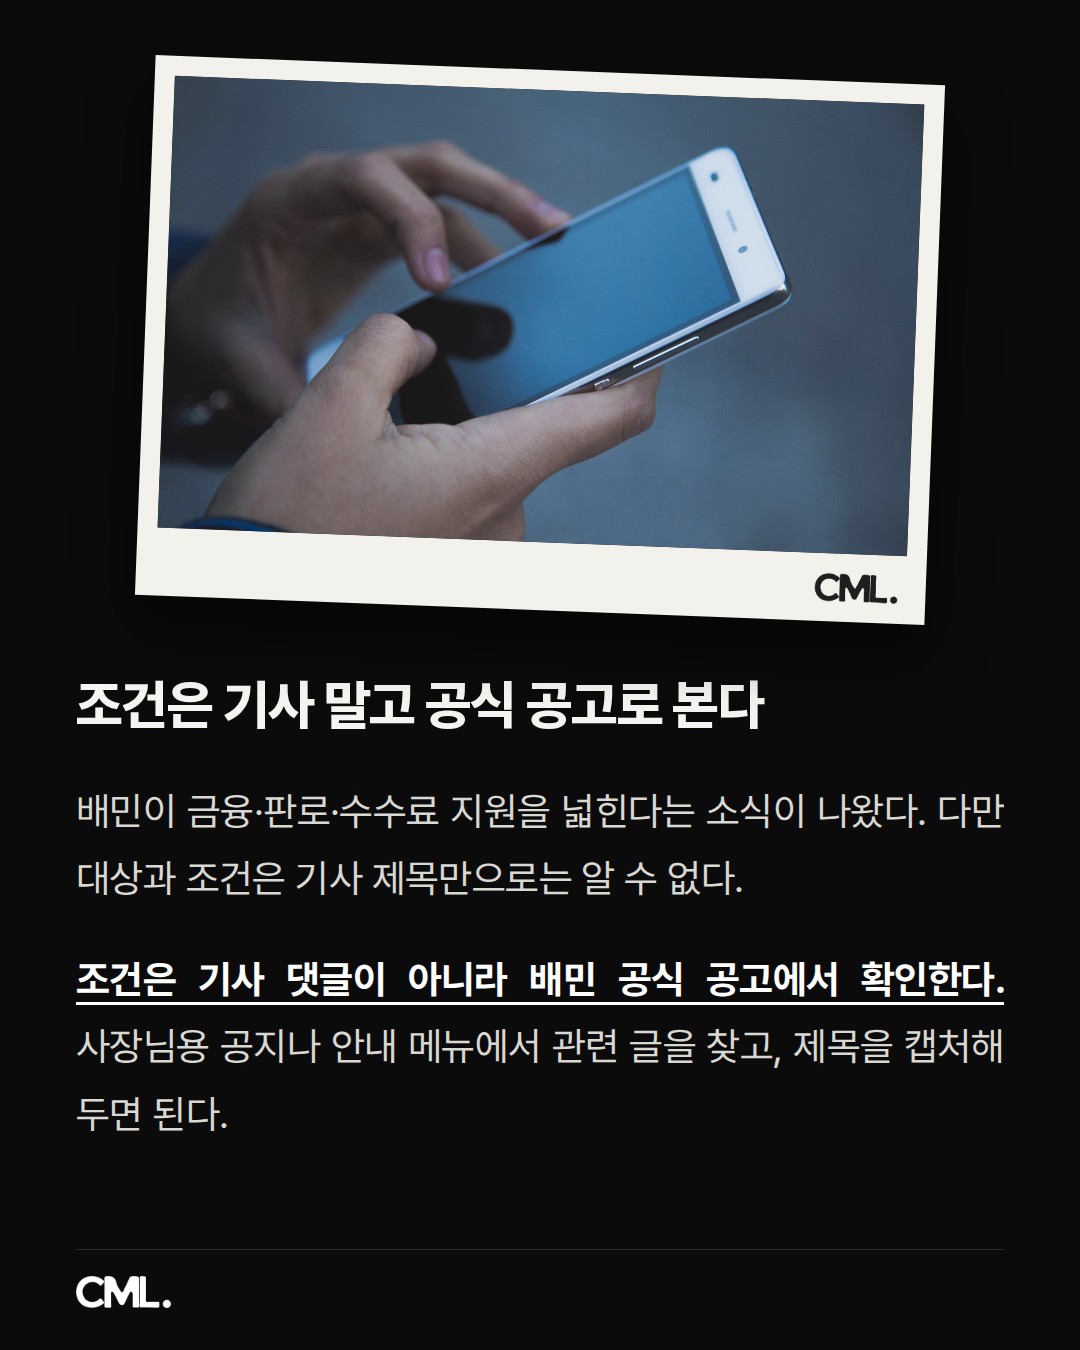 CML.
조건은 기사 말고 공식 공고로 본다
배민이 금융·판로·수수료 지원을 넓힌다는 소식이 나왔다. 다만
대상과 조건은 기사 제목만으로는 알 수 없다.
조건은 기사 댓글이 아니라 배민 공식 공고에서 확인한다.
사장님용 공지나 안내 메뉴에서 관련 글을 찾고, 제목을 캡처해
두면 된다.
CML.